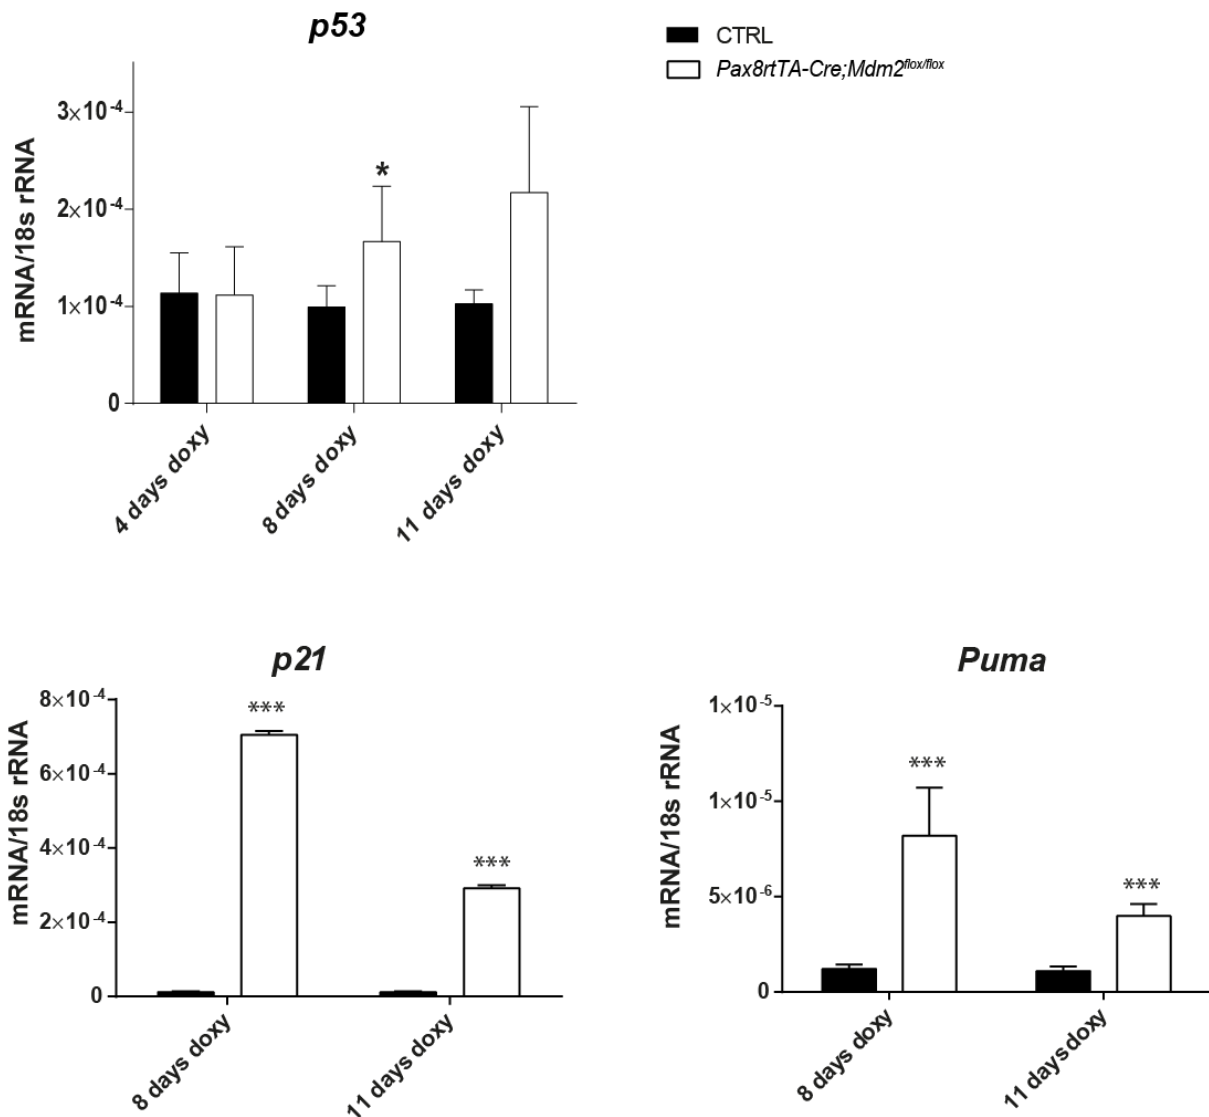 p53
CTRL
Pax8rtTA-Cre;Mdm2flox/flox
mRNA/18s rRNA
3×10-4
2×10-4
1×10-4
0
*
4 days doxy
8 days doxy
11 days doxy
p21
mRNA/18s rRNA
8×10-4
6×10-4
4×10-4
2×10-4
0
***
***
8 days doxy
11 days doxy
Puma
mRNA/18s rRNA
1×10-5
1×10-5
5×10-6
0
***
***
8 days doxy
11 days doxy